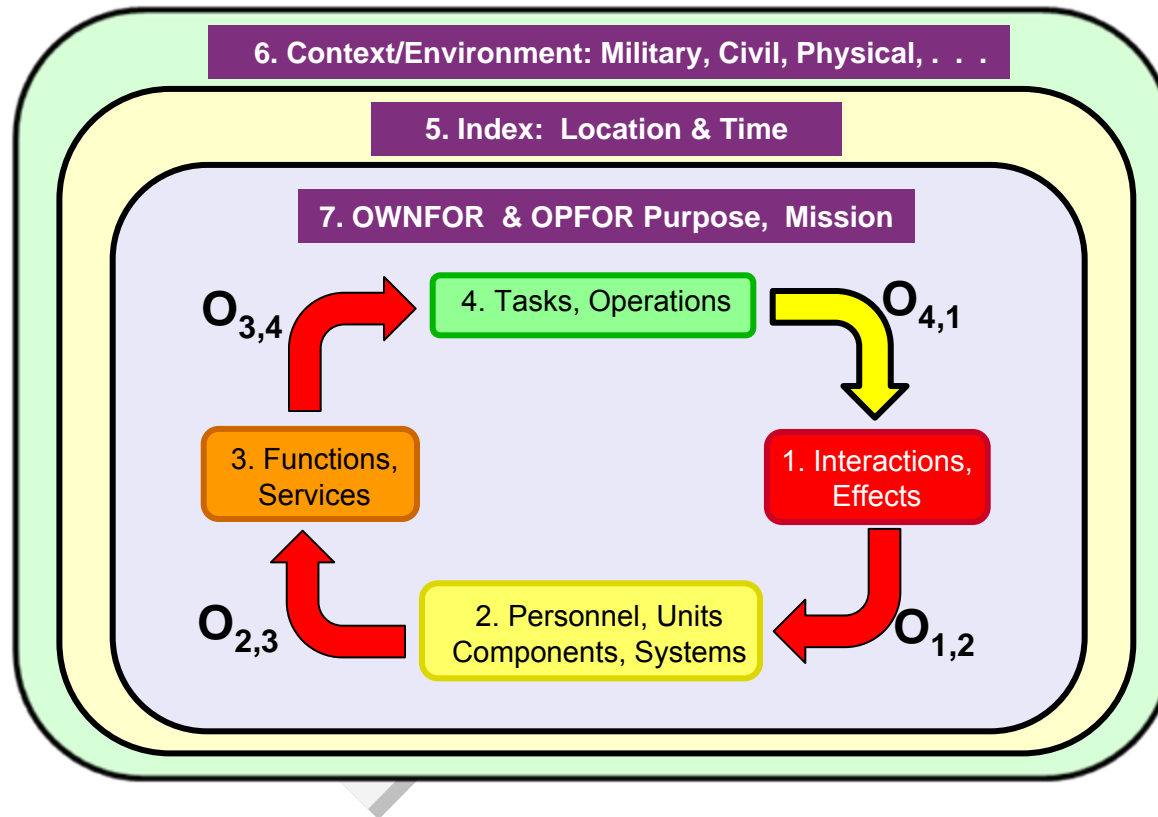 6. Context/Environment: Military, Civil, Physical, . . .
5. Index: Location & Time
7. OWNFOR & OPFOR Purpose, Mission
O3,4
4. Tasks, Operations
O4,1
3. Functions,
Services
1. Interactions,
Effects
O2,3
2. Personnel, Units
Components, Systems
O1,2